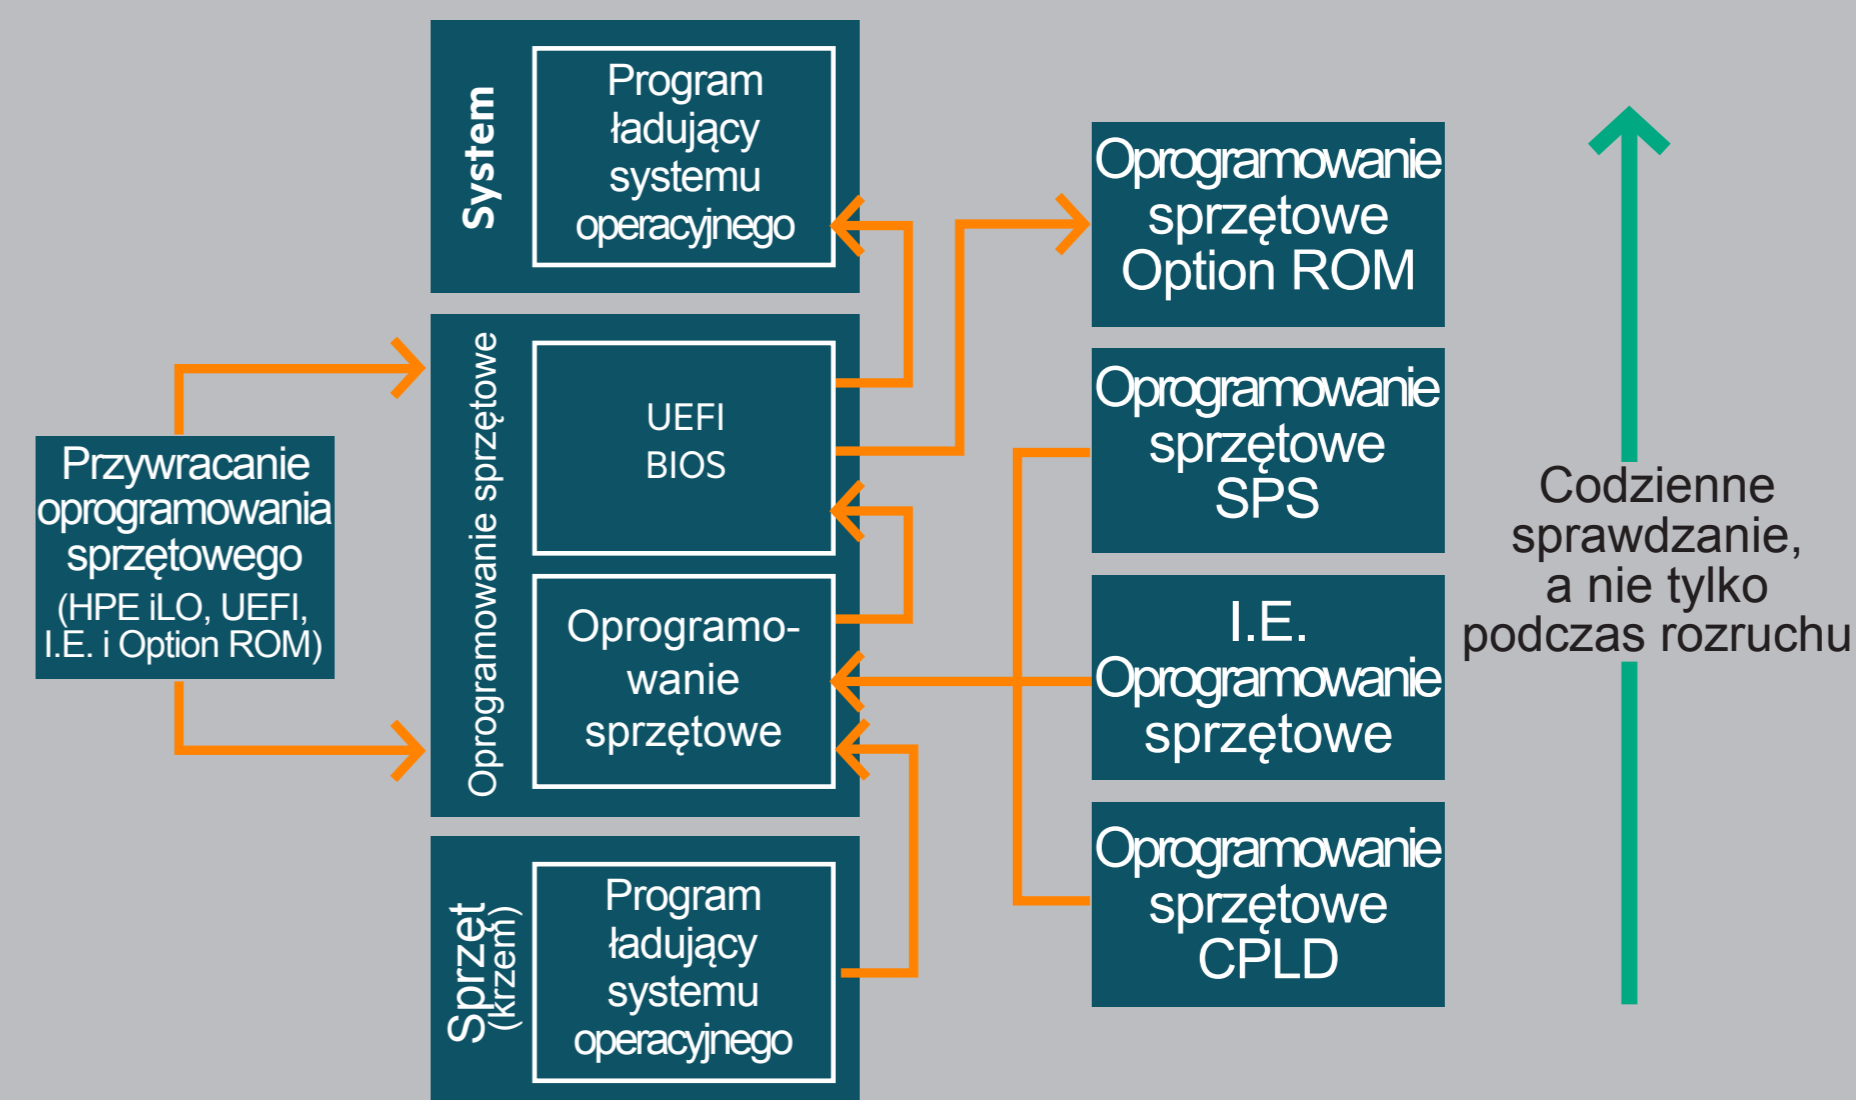 System
Program
ładujący
systemu
operacyjnego
Przywracanie
oprogramowania
sprzętowego
(HPE iLO, UEFI,
I.E. i Option ROM)
Oprogramowanie sprzętowe
UEFI
BIOS
Oprogramo-
wanie
sprzętowe
Sprzęt
(krzem)
Program
ładujący
systemu
operacyjnego
Oprogramowanie
sprzętowe
Option ROM
Oprogramowanie
sprzętowe
SPS
I.E.
Oprogramowanie
sprzętowe
Oprogramowanie
sprzętowe
CPLD
Codzienne
sprawdzanie,
a nie tylko
podczas rozruchu